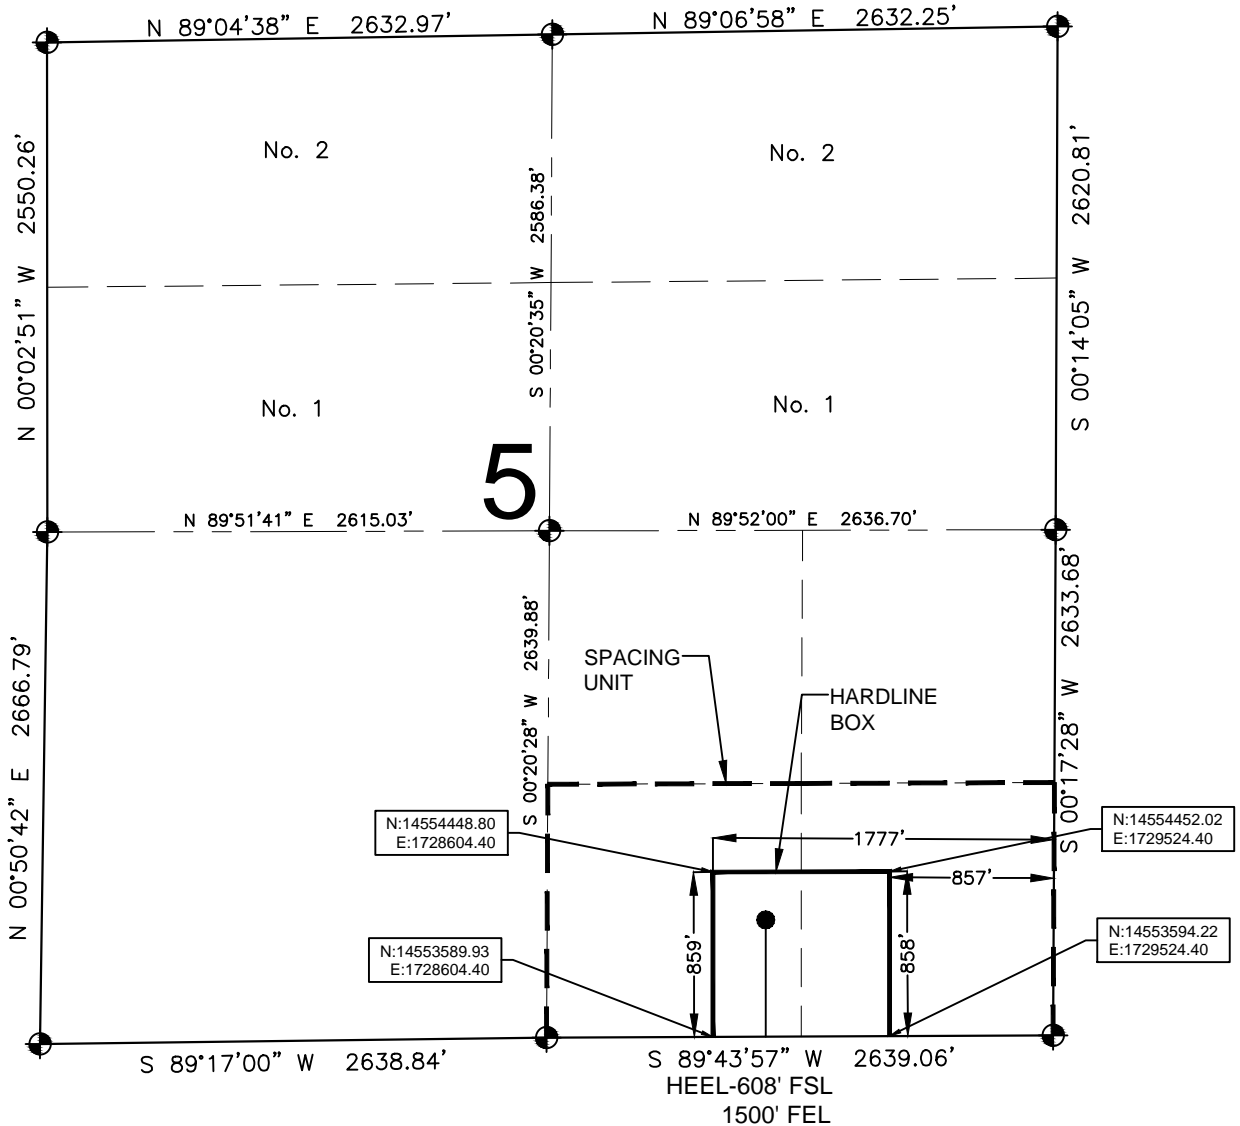 N 89°04'38" E 2632.97'
N 89°06'58" E 2632.25'
N 00°02'51" W 2550.26'
No. 2
S 00°20'35" W 2586.38'
No. 2
S 00°14'05" W 2620.81'
No. 1
No. 1
5
N 89°51'41" E 2615.03'
N 89°52'00" E 2636.70'
N 00°50'42" E 2666.79'
S 00°20'28" W 2639.88'
SPACING
UNIT
HARDLINE
BOX
S 00°17'28" W 2633.68'
N:14554448.80
E:1728604.40
1777'
N:14554452.02
E:1729524.40
857'
859'
858'
N:14553589.93
E:1728604.40
N:14553594.22
E:1729524.40
S 89°17'00" W 2638.84'
S 89°43'57" W 2639.06'
HEEL-608' FSL
1500' FEL